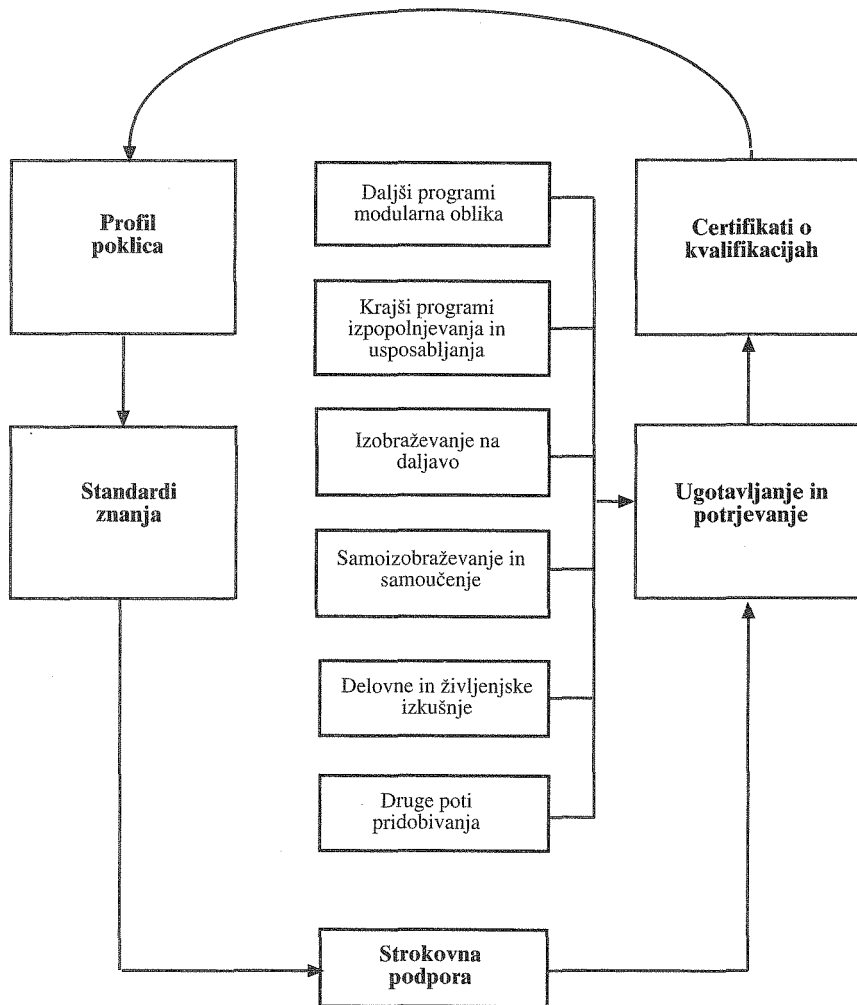 Profil
poklica
Standardi
znanja
Daljši programi
modularna oblika
Krajši programi
izpopolnjevanja in
usposabljanja
Izobraževanje na
daljavo
Samoizobraževanje in
samoučenje
Delovne in življenjske
izkušnje
Druge poti
pridobivanja
Strokovna
podpora
Certifikati o
kvalifikacijah
Ugotavljanje in
potrjevanje